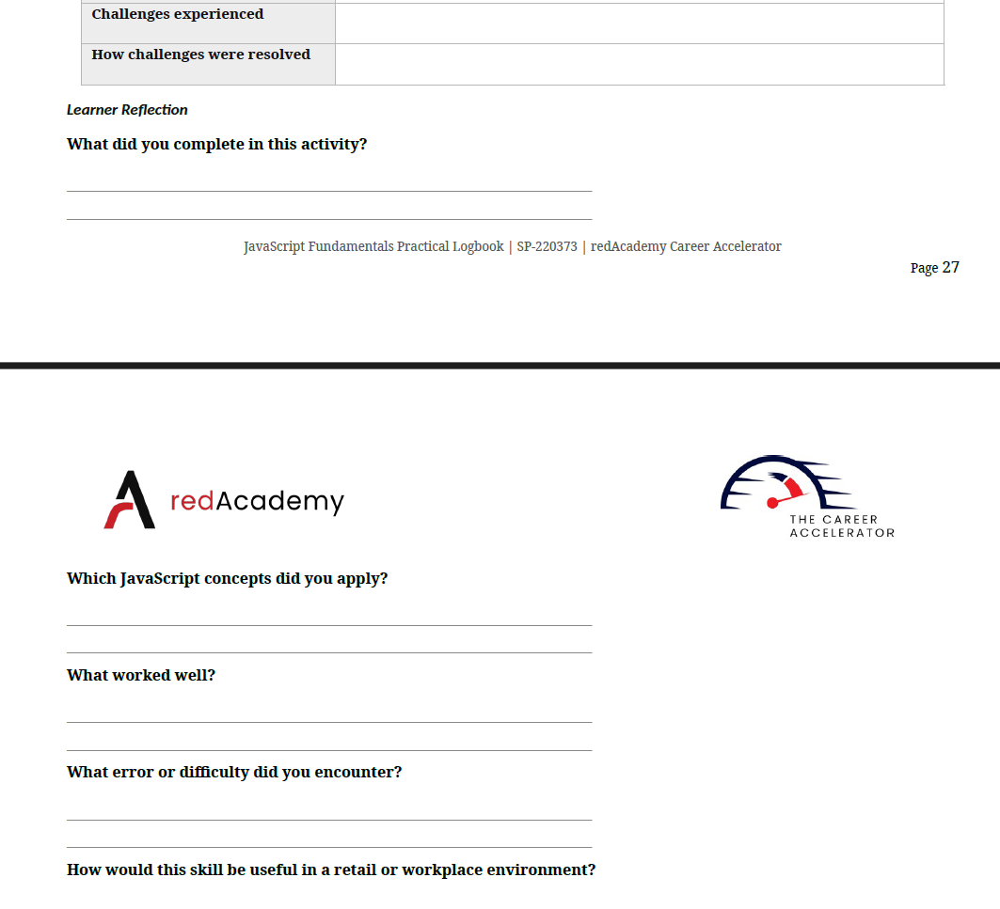 Challenges experienced
How challenges were resolved
Learner Reflection
What did you complete in this activity?
JavaScript Fundamentals Practical Logbook | SP-220373 | redAcademy Career Accelerator
Page 27
redAcademy
THE CAREER
ACCELERATOR
Which JavaScript concepts did you apply?
What worked well?
What error or difficulty did you encounter?
How would this skill be useful in a retail or workplace environment?